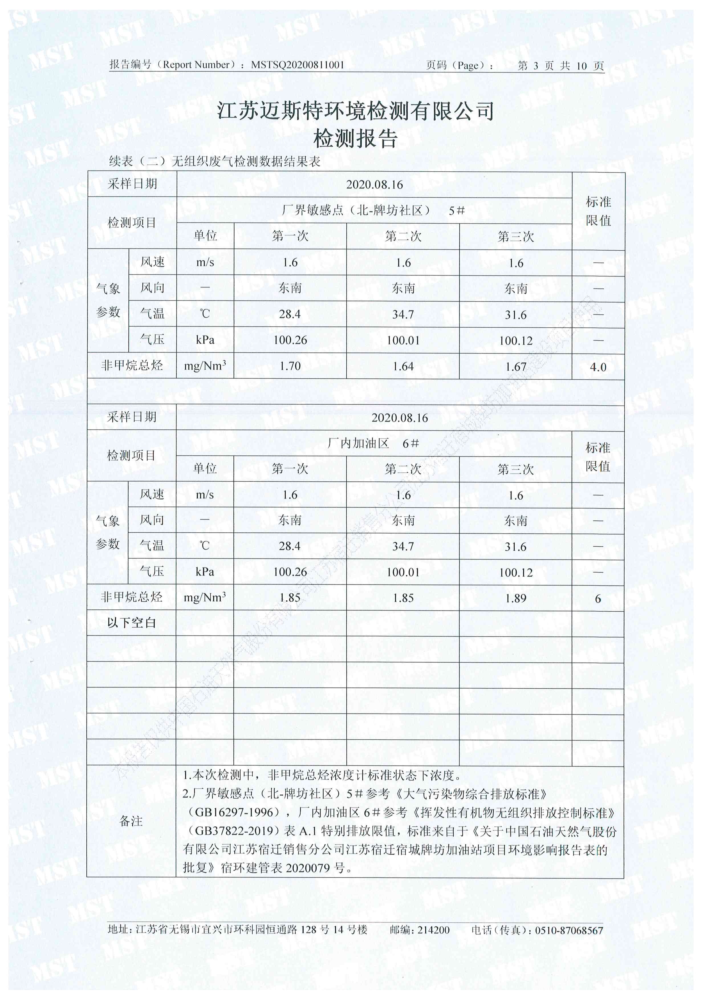 报告编号（Report Number）：MSTSQ20200811001 页码（Page）： 第 3 页 共 10 页
江苏迈斯特环境检测有限公司
检测报告
续表（二）无组织废气检测数据结果表
采样日期 2020.08.16 标准限值
检测项目 厂界敏感点（北-牌坊社区） 5#
单位 第一次 第二次 第三次
气象参数 风速 m/s 1.6 1.6 1.6 —
风向 — 东南 东南 东南 —
气温 ℃ 28.4 34.7 31.6 —
气压 kPa 100.26 100.01 100.12 —
非甲烷总烃 mg/Nm³ 1.70 1.64 1.67 4.0
采样日期 2020.08.16
检测项目 厂内加油区 6# 标准限值
单位 第一次 第二次 第三次
气象参数 风速 m/s 1.6 1.6 1.6 —
风向 — 东南 东南 东南 —
气温 ℃ 28.4 34.7 31.6 —
气压 kPa 100.26 100.01 100.12 —
非甲烷总烃 mg/Nm³ 1.85 1.85 1.89 6
以下空白
备注
1.本次检测中，非甲烷总烃浓度计标准状态下浓度。
2.厂界敏感点（北-牌坊社区）5#参考《大气污染物综合排放标准》
（GB16297-1996），厂内加油区 6#参考《挥发性有机物无组织排放控制标准》
（GB37822-2019）表 A.1 特别排放限值，标准来自于《关于中国石油天然气股份
有限公司江苏宿迁销售分公司江苏宿迁宿城牌坊加油站项目环境影响报告表的
批复》宿环建管表 2020079 号。
地址：江苏省无锡市宜兴市环科园恒通路 128 号 14 号楼 邮编：214200 电话（传真）：0510-87068567
MST